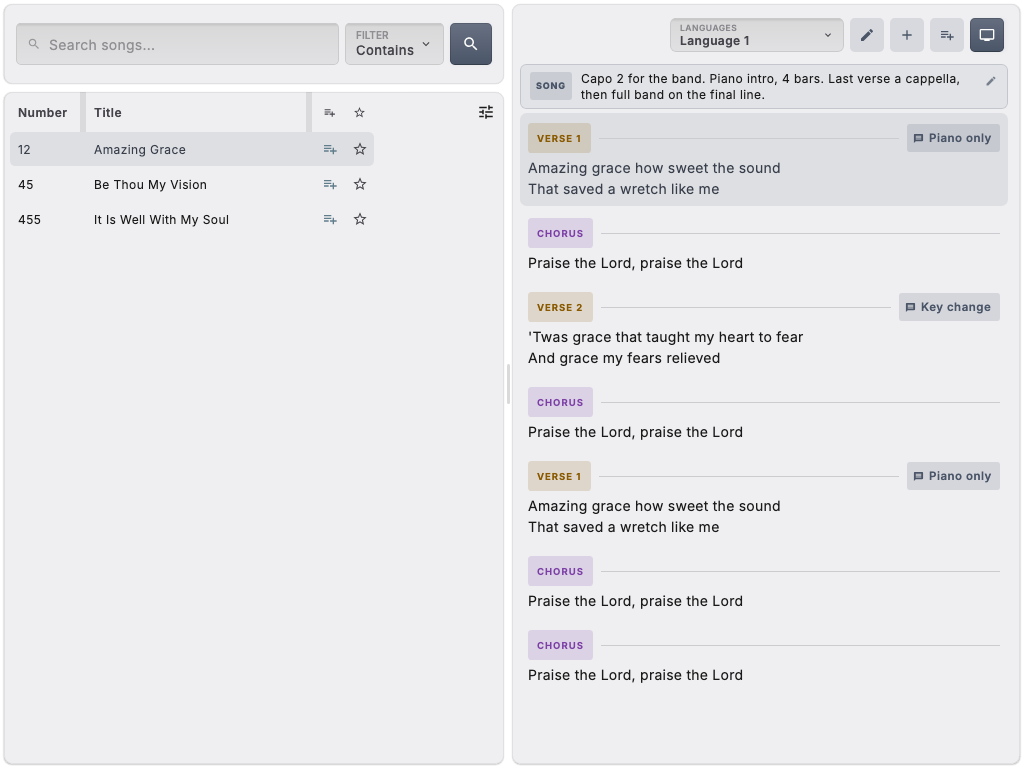 Search songs...
FILTER
Contains
Number Title
12 Amazing Grace
45 Be Thou My Vision
455 It Is Well With My Soul
LANGUAGES
Language 1
SONG
Capo 2 for the band. Piano intro, 4 bars. Last verse a cappella,
then full band on the final line.
VERSE 1 Piano only
Amazing grace how sweet the sound
That saved a wretch like me
CHORUS
Praise the Lord, praise the Lord
VERSE 2 Key change
'Twas grace that taught my heart to fear
And grace my fears relieved
CHORUS
Praise the Lord, praise the Lord
VERSE 1 Piano only
Amazing grace how sweet the sound
That saved a wretch like me
CHORUS
Praise the Lord, praise the Lord
CHORUS
Praise the Lord, praise the Lord